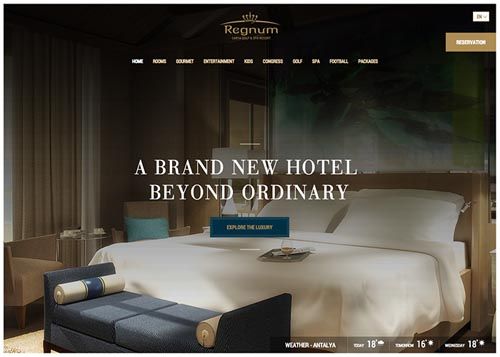 Regnum
CARYA GOLF & SPA RESORT
EN
RESERVATION
HOME ROOMS GOURMET ENTERTAINMENT KIDS CONGRESS GOLF SPA FOOTBALL PACKAGES
A BRAND NEW HOTEL
BEYOND ORDINARY
EXPLORE THE LUXURY
WEATHER - ANTALYA TODAY 18° TOMORROW 16° WEDNESDAY 18°